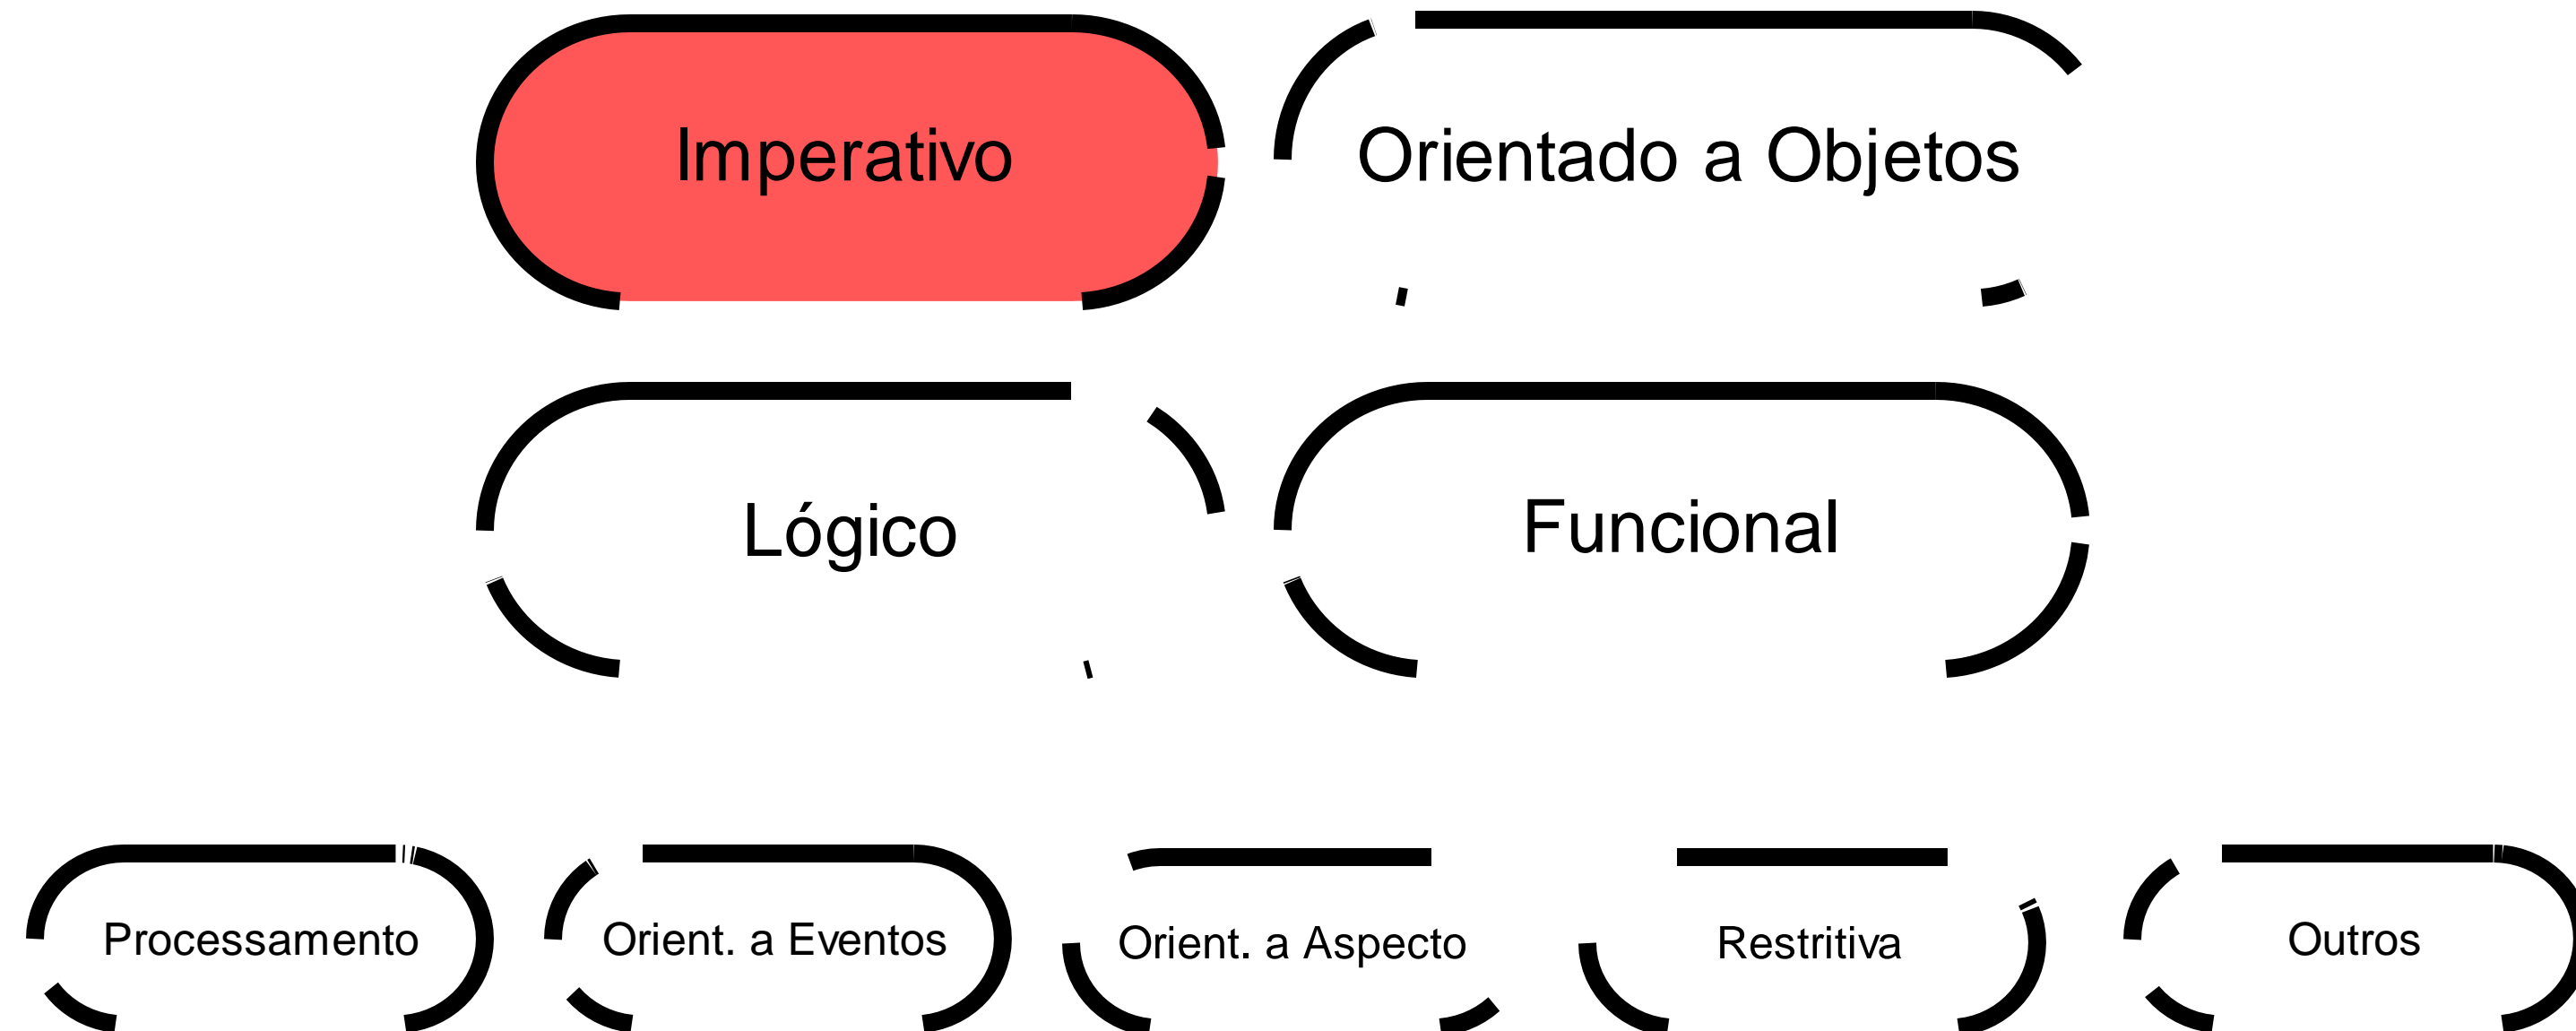 Imperativo
Orientado a Objetos
Lógico
Funcional
Processamento
Orient. a Eventos
Orient. a Aspecto
Restritiva
Outros